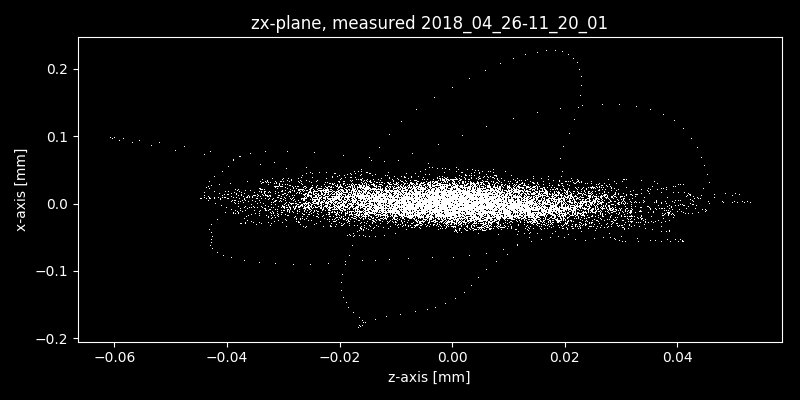 zx-plane, measured 2018_04_26-11_20_01
0.2
0.1
0.0
−0.1
−0.2
x-axis [mm]
−0.06 −0.04 −0.02 0.00 0.02 0.04
z-axis [mm]